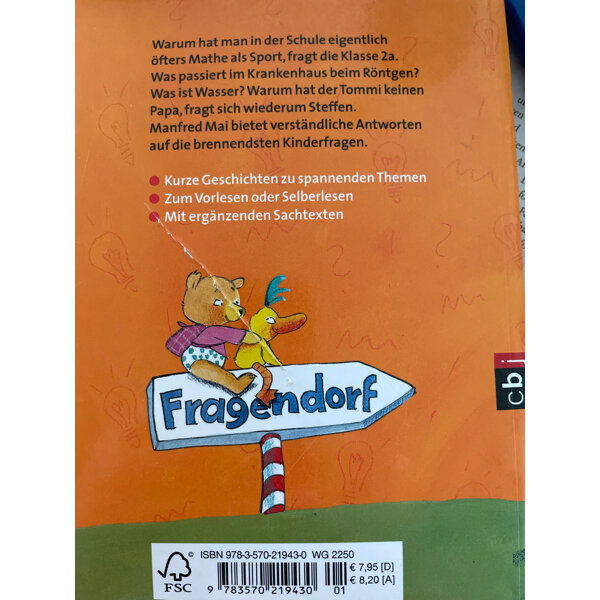 Warum hat man in der Schule eigentlich
öfters Mathe als Sport, fragt die Klasse 2a.
Was passiert im Krankenhaus beim Röntgen?
Was ist Wasser? Warum hat der Tommi keinen
Papa, fragt sich wiederum Steffen.
Manfred Mai bietet verständliche Antworten
auf die brennendsten Kinderfragen.
Kurze Geschichten zu spannenden Themen
Zum Vorlesen oder Selberlesen
Mit ergänzenden Sachtexten
Fragendorf
cbj
FSC
ISBN 978-3-570-21943-0 WG 2250
€ 7,95 [D]
€ 8,20 [A]
9 783570 219430 01